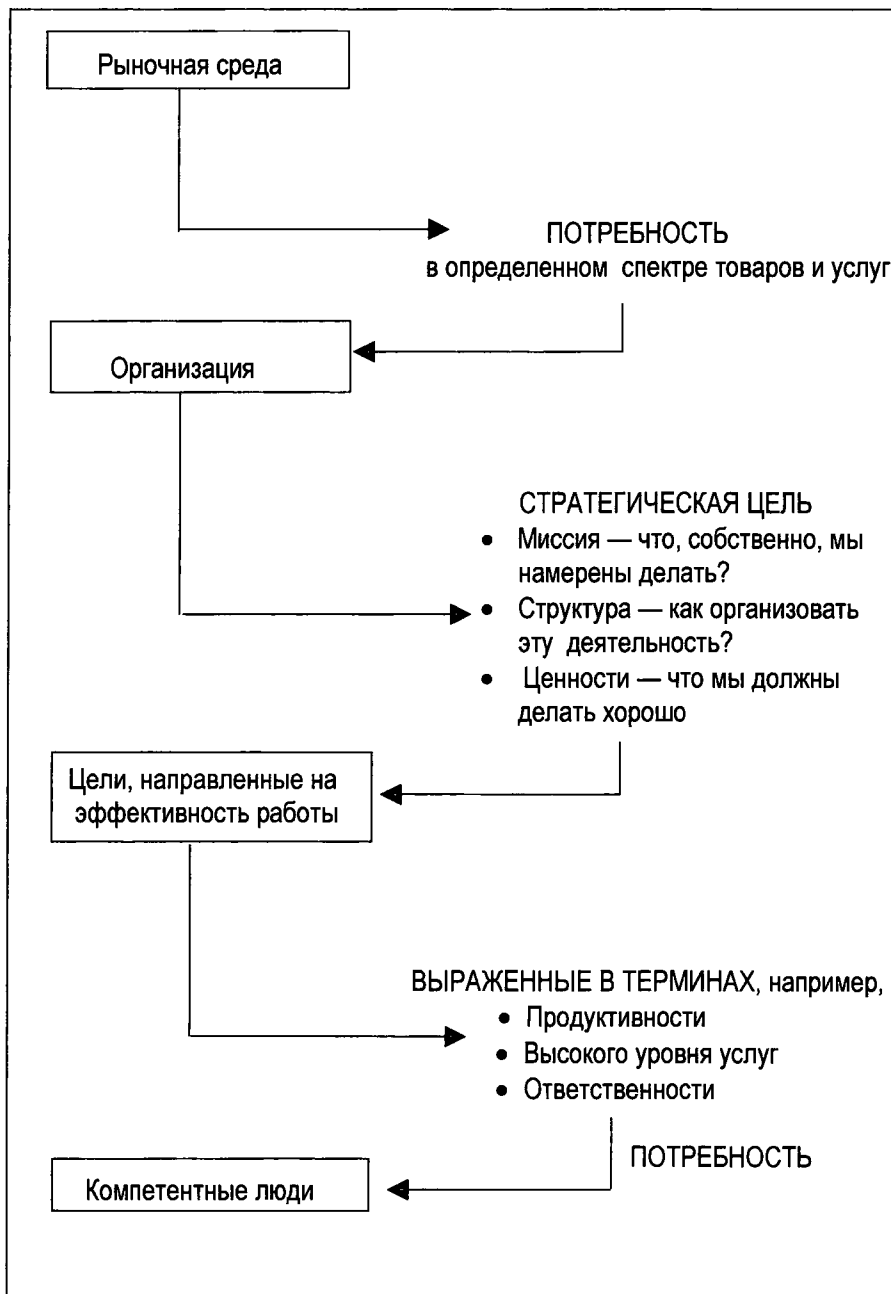 Рыночная среда
ПОТРЕБНОСТЬ
в определенном спектре товаров и услуг
Организация
СТРАТЕГИЧЕСКАЯ ЦЕЛЬ
• Миссия — что, собственно, мы
намерены делать?
• Структура — как организовать
эту деятельность?
• Ценности — что мы должны
делать хорошо
Цели, направленные на
эффективность работы
ВЫРАЖЕННЫЕ В ТЕРМИНАХ, например,
• Продуктивности
• Высокого уровня услуг
• Ответственности
ПОТРЕБНОСТЬ
Компетентные люди